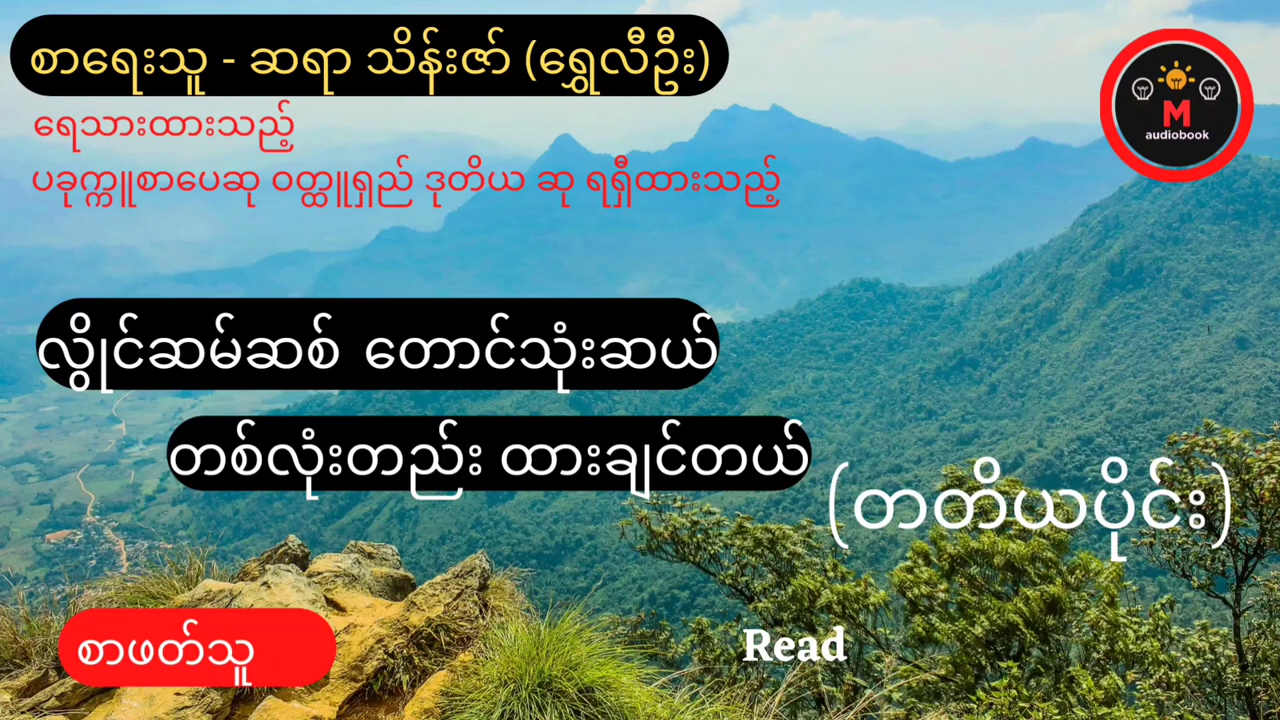 စာရေးသူ - ဆရာ သိန်းဇော် (ရွှေလီဦး)
M
audiobook
ရေသားထားသည့်
ပခုက္ကူစာပေဆု ဝတ္ထူရှည် ဒုတိယ ဆု ရရှီထားသည့်
လွိုင်ဆမ်ဆစ် တောင်သုံးဆယ်
တစ်လုံးတည်း ထားချင်တယ်
(တတိယပိုင်း)
စာဖတ်သူ
Read